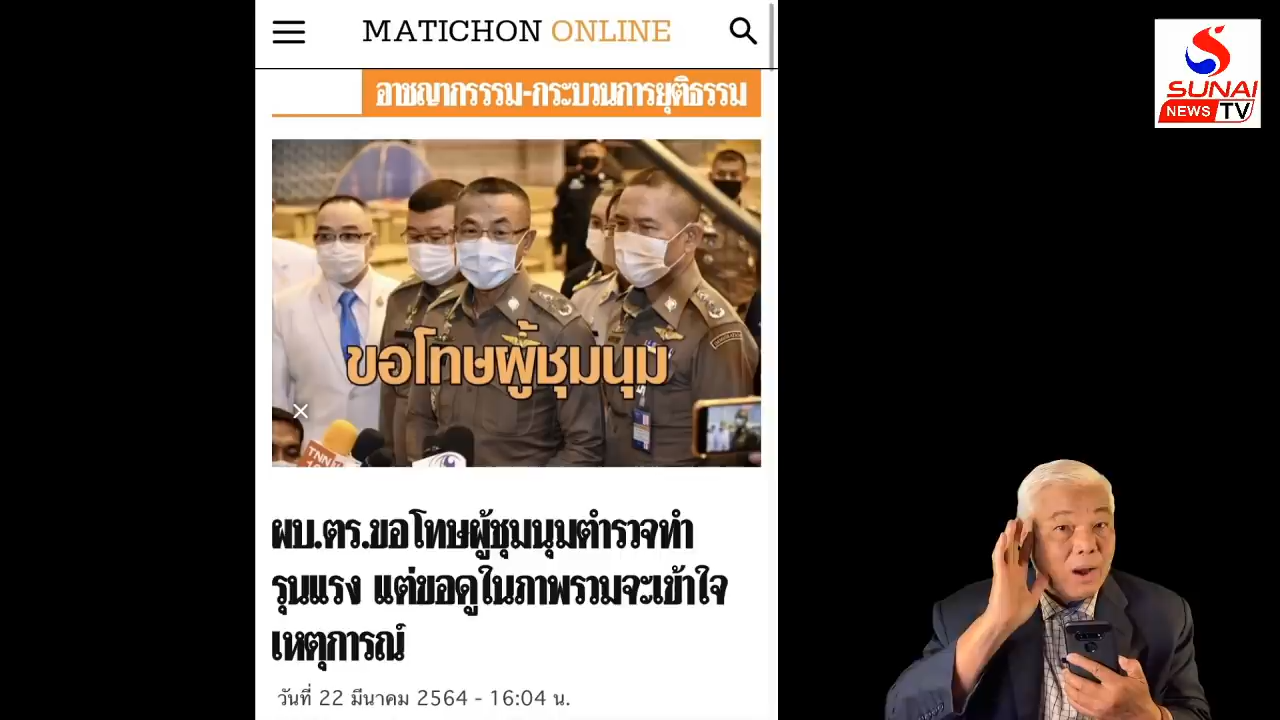 MATICHON ONLINE
อาชญากรรรม-กระบวนการยุติธรรม
ขอโทษผู้ชุมนุม
TNN
ผบ.ตร.ขอโทษผู้ชุมนุมตำรวจทำ
รุนแรง แต่ขอดูในภาพรวมจะเข้าใจ
เหตุการณ์
วันที่ 22 มีนาคม 2564 - 16:04 น.
SUNAI
NEWS TV